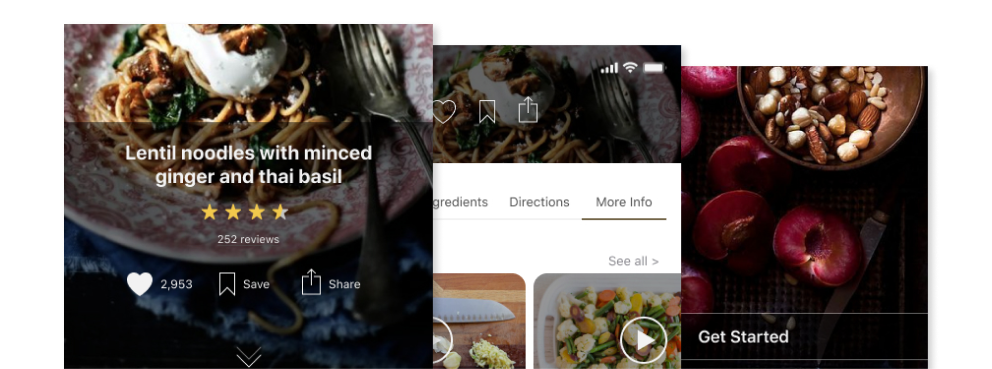 Lentil noodles with minced
ginger and thai basil
252 reviews
2,953 Save Share
gredients Directions More Info
See all >
Get Started